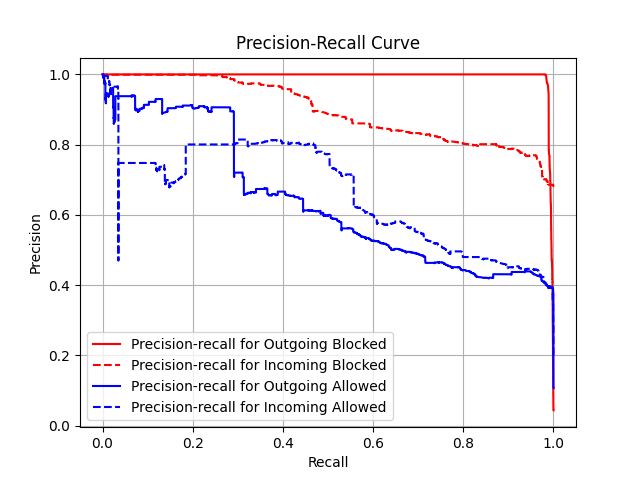 Precision-Recall Curve
Precision
1.0
0.8
0.6
0.4
0.2
0.0
Precision-recall for Outgoing Blocked
Precision-recall for Incoming Blocked
Precision-recall for Outgoing Allowed
Precision-recall for Incoming Allowed
0.0 0.2 0.4 0.6 0.8 1.0
Recall